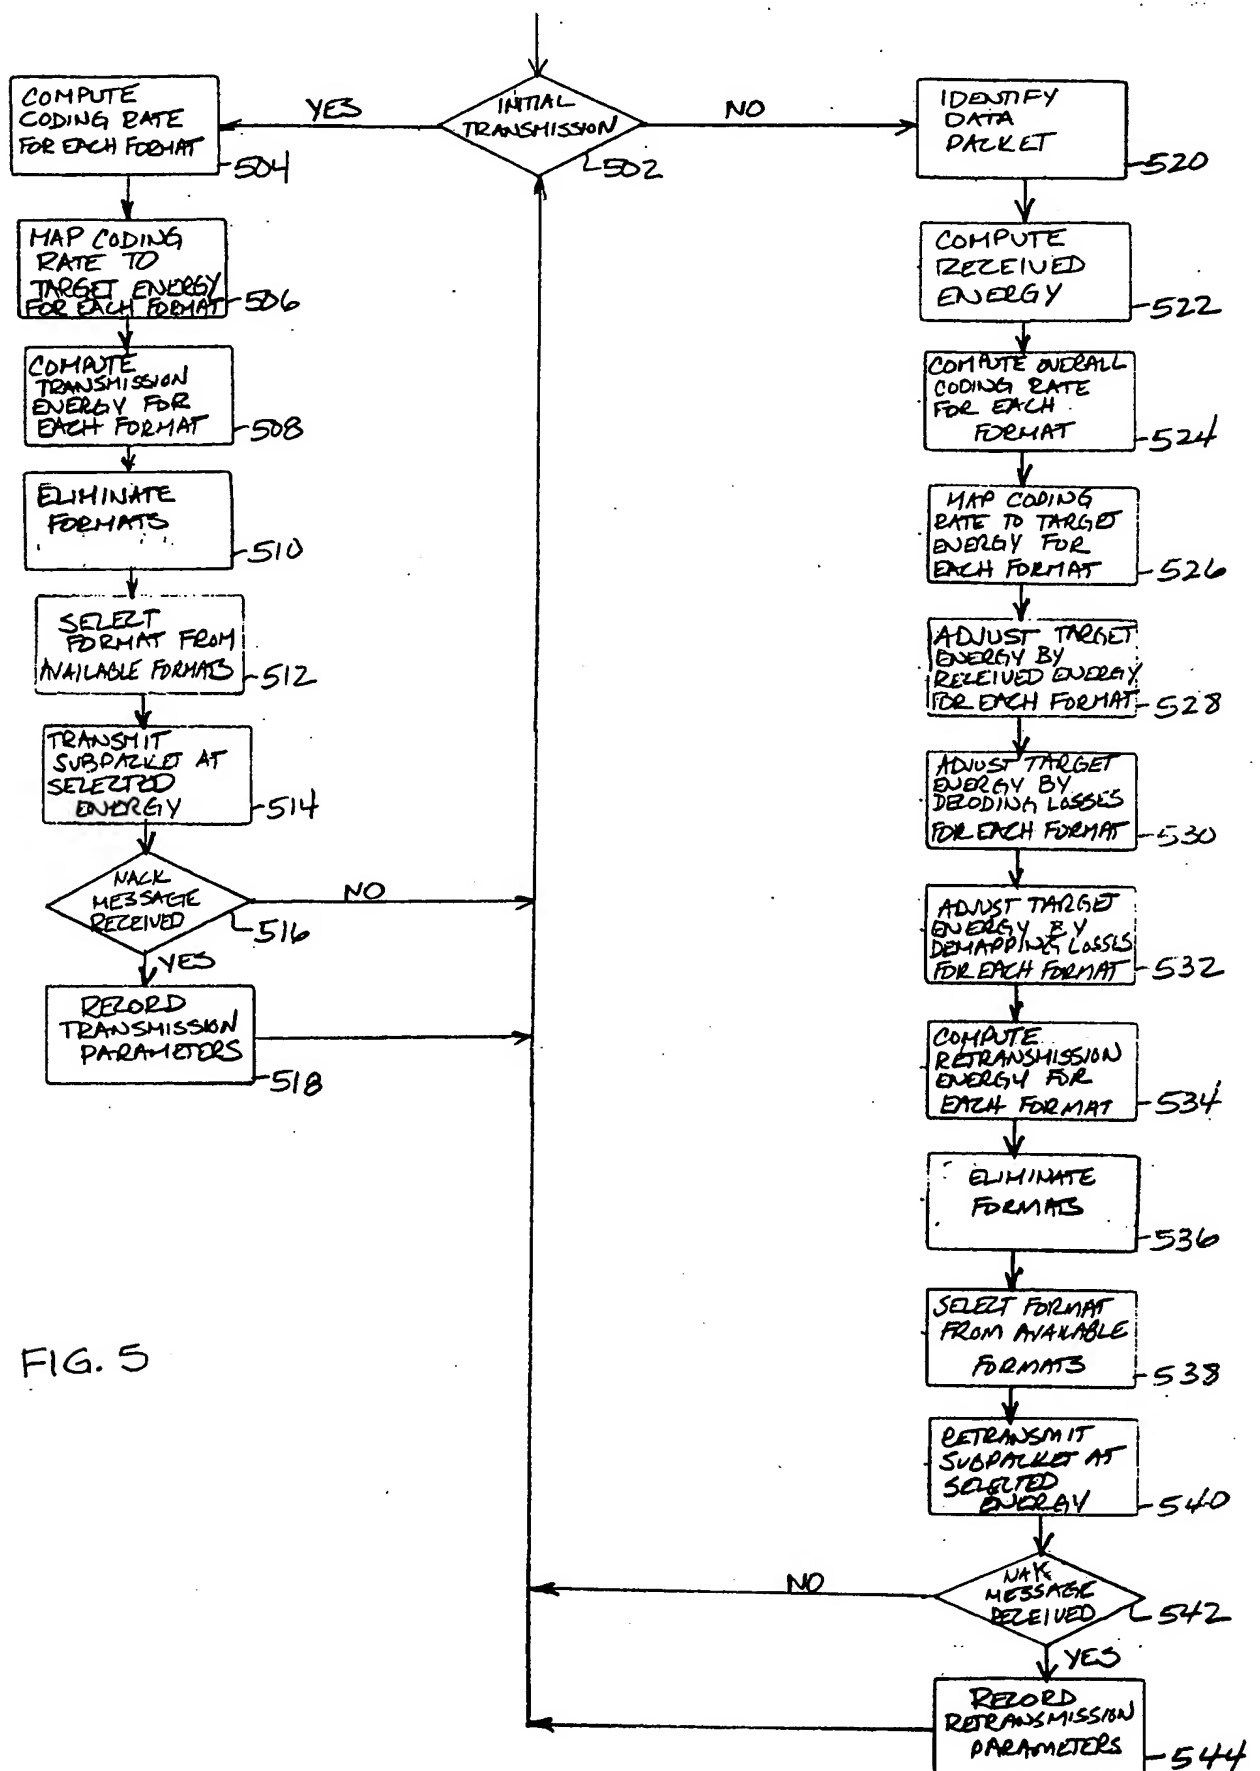 INITIAL
TRANSMISSION
502
YES
NO
COMPUTE
CODING RATE
FOR EACH FORMAT
504
MAP CODING
RATE TO
TARGET ENERGY
FOR EACH FORMAT
506
COMPUTE
TRANSMISSION
ENERGY FOR
EACH FORMAT
508
ELIMINATE
FORMATS
510
SELECT
FORMAT FROM
AVAILABLE FORMATS
512
TRANSMIT
SUBPACKET AT
SELECTED
ENERGY
514
NACK
MESSAGE
RECEIVED
516
NO
YES
RECORD
TRANSMISSION
PARAMETERS
518
IDENTIFY
DATA
PACKET
520
COMPUTE
RECEIVED
ENERGY
522
COMPUTE OVERALL
CODING RATE
FOR EACH
FORMAT
524
MAP CODING
RATE TO TARGET
ENERGY FOR
EACH FORMAT
526
ADJUST TARGET
ENERGY BY
RECEIVED ENERGY
FOR EACH FORMAT
528
ADJUST TARGET
ENERGY BY
DECODING LOSSES
FOR EACH FORMAT
530
ADJUST TARGET
ENERGY BY
DEMAPPING LOSSES
FOR EACH FORMAT
532
COMPUTE
RETRANSMISSION
ENERGY FOR
EACH FORMAT
534
ELIMINATE
FORMATS
536
SELECT FORMAT
FROM AVAILABLE
FORMATS
538
RETRANSMIT
SUBPACKET AT
SELECTED
ENERGY
540
NAK
MESSAGE
RECEIVED
542
NO
YES
RECORD
RETRANSMISSION
PARAMETERS
544
FIG. 5